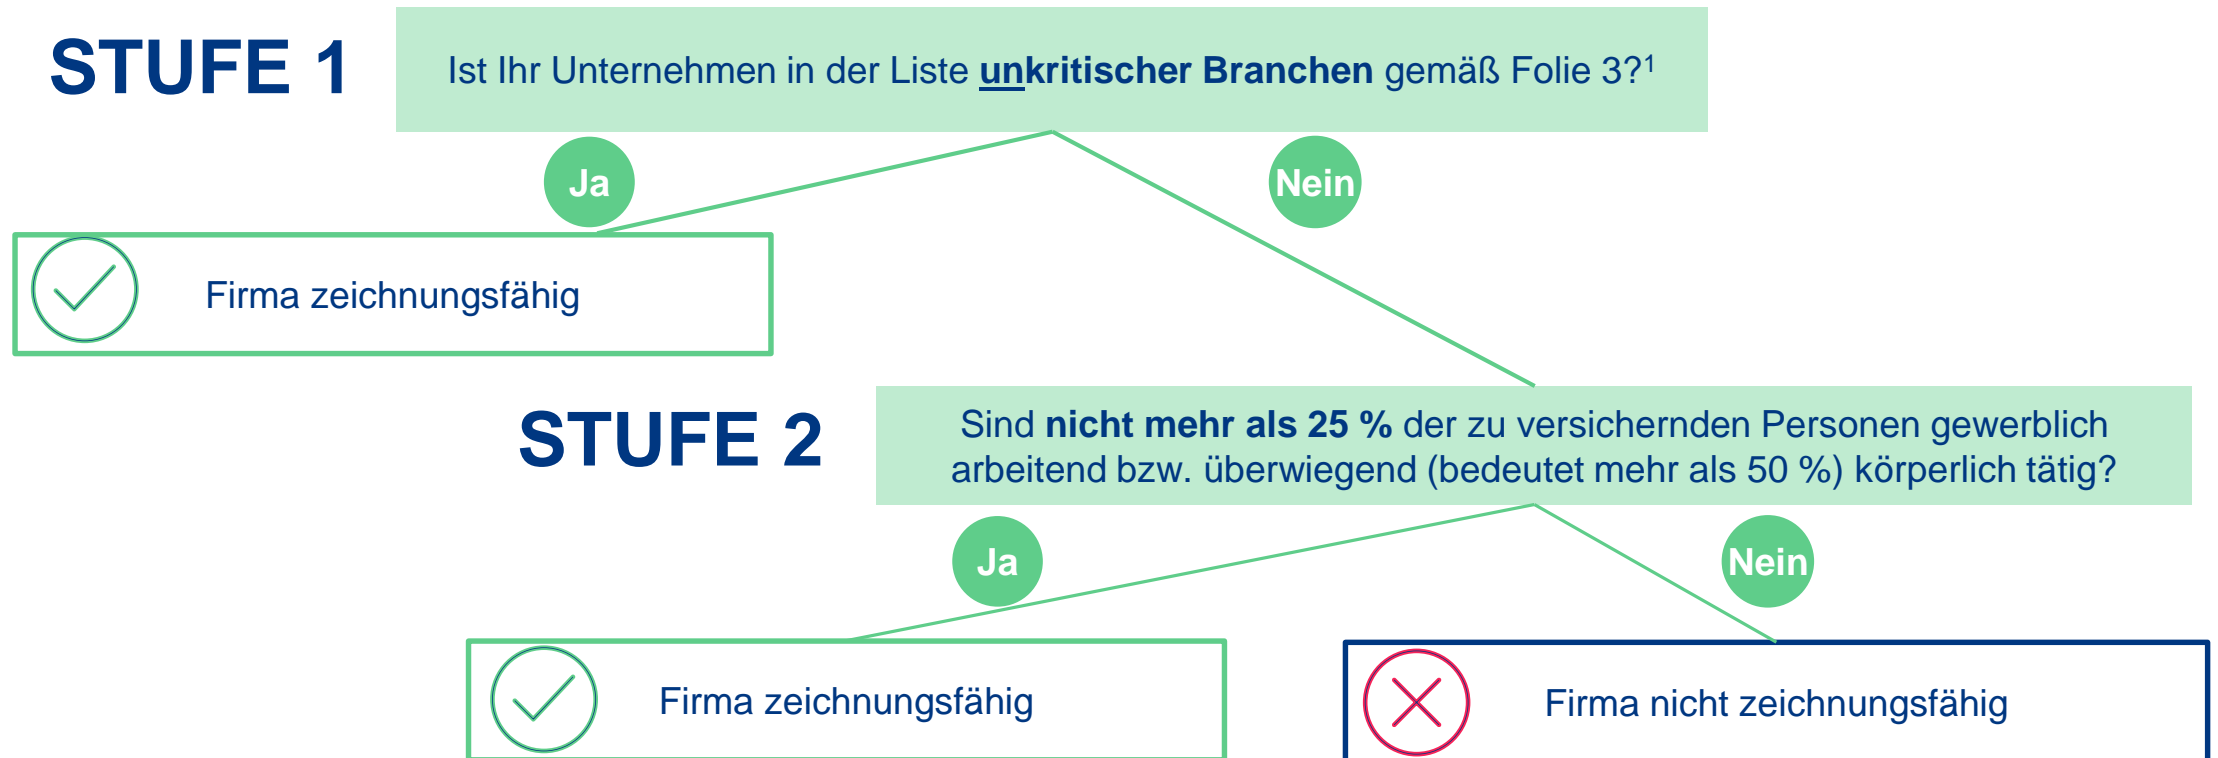 STUFE 1
Ist Ihr Unternehmen in der Liste unkritischer Branchen gemäß Folie 3?¹
Ja
Nein
Firma zeichnungsfähig
STUFE 2
Sind nicht mehr als 25 % der zu versichernden Personen gewerblich
arbeitend bzw. überwiegend (bedeutet mehr als 50 %) körperlich tätig?
Ja
Nein
Firma zeichnungsfähig
Firma nicht zeichnungsfähig